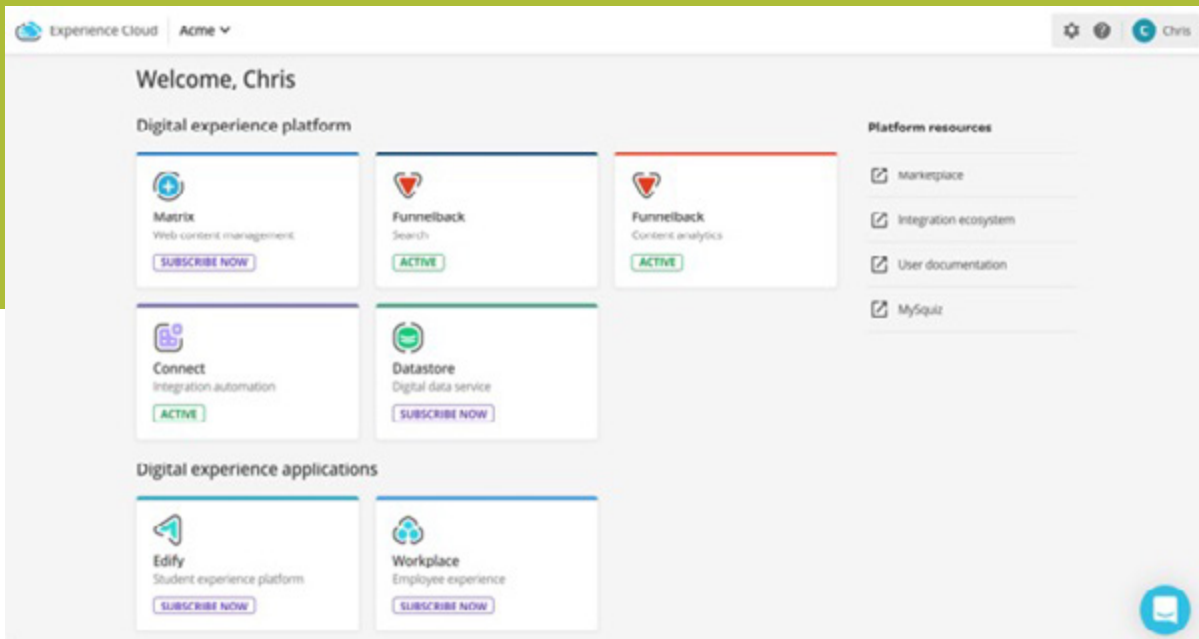 Experience Cloud Acme
C Chris
Welcome, Chris
Digital experience platform
Matrix
Web content management
SUBSCRIBE NOW
Funnelback
Search
ACTIVE
Funnelback
Content analytics
ACTIVE
Connect
Integration automation
ACTIVE
Datastore
Digital data service
SUBSCRIBE NOW
Digital experience applications
Edify
Student experience platform
SUBSCRIBE NOW
Workplace
Employee experience
SUBSCRIBE NOW
Platform resources
Marketplace
Integration ecosystem
User documentation
MySquiz